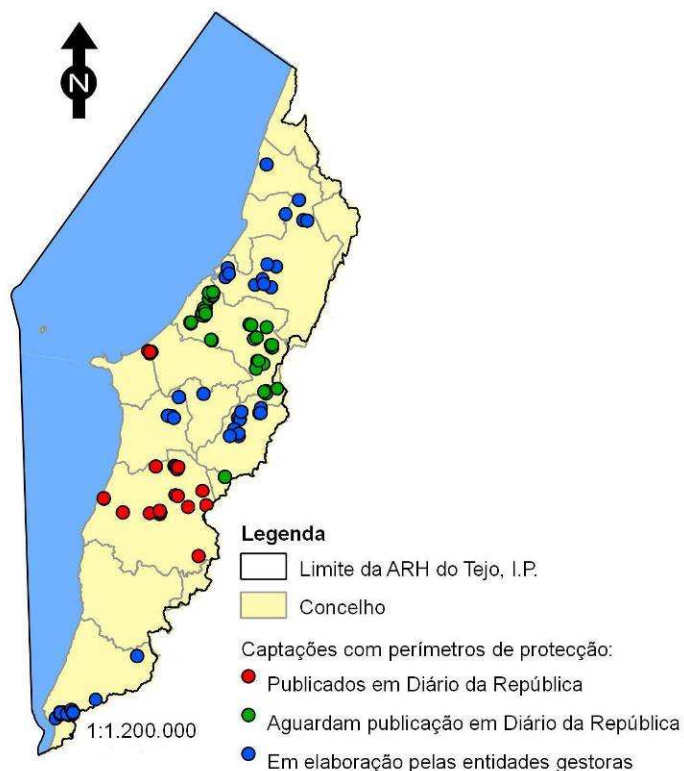 N
Legenda
Limite da ARH do Tejo, I.P.
Concelho
Captações com perímetros de protecção:
Publicados em Diário da República
Aguardam publicação em Diário da República
1:1.200.000
Em elaboração pelas entidades gestoras